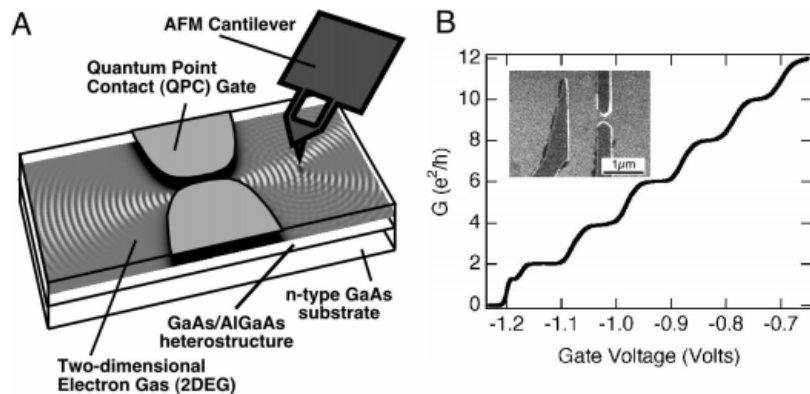 A
AFM Cantilever
Quantum Point
Contact (QPC) Gate
n-type GaAs
substrate
GaAs/AlGaAs
heterostructure
Two-dimensional
Electron Gas (2DEG)
B
12
10
8
6
4
2
0
G (e²/h)
1µm
-1.2 -1.1 -1.0 -0.9 -0.8 -0.7
Gate Voltage (Volts)